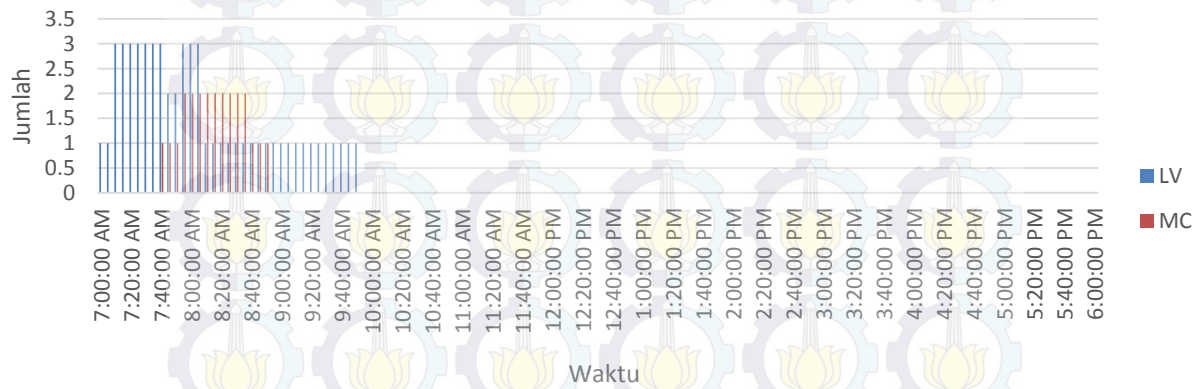 3.5
3
2.5
2
1.5
1
0.5
0
Jumlah
7:00:00 AM
7:20:00 AM
7:40:00 AM
8:00:00 AM
8:20:00 AM
8:40:00 AM
9:00:00 AM
9:20:00 AM
9:40:00 AM
10:00:00 AM
10:20:00 AM
10:40:00 AM
11:00:00 AM
11:20:00 AM
11:40:00 AM
12:00:00 PM
12:20:00 PM
12:40:00 PM
1:00:00 PM
1:20:00 PM
1:40:00 PM
2:00:00 PM
2:20:00 PM
2:40:00 PM
3:00:00 PM
3:20:00 PM
3:40:00 PM
4:00:00 PM
4:20:00 PM
4:40:00 PM
5:00:00 PM
5:20:00 PM
5:40:00 PM
6:00:00 PM
Waktu
LV
MC